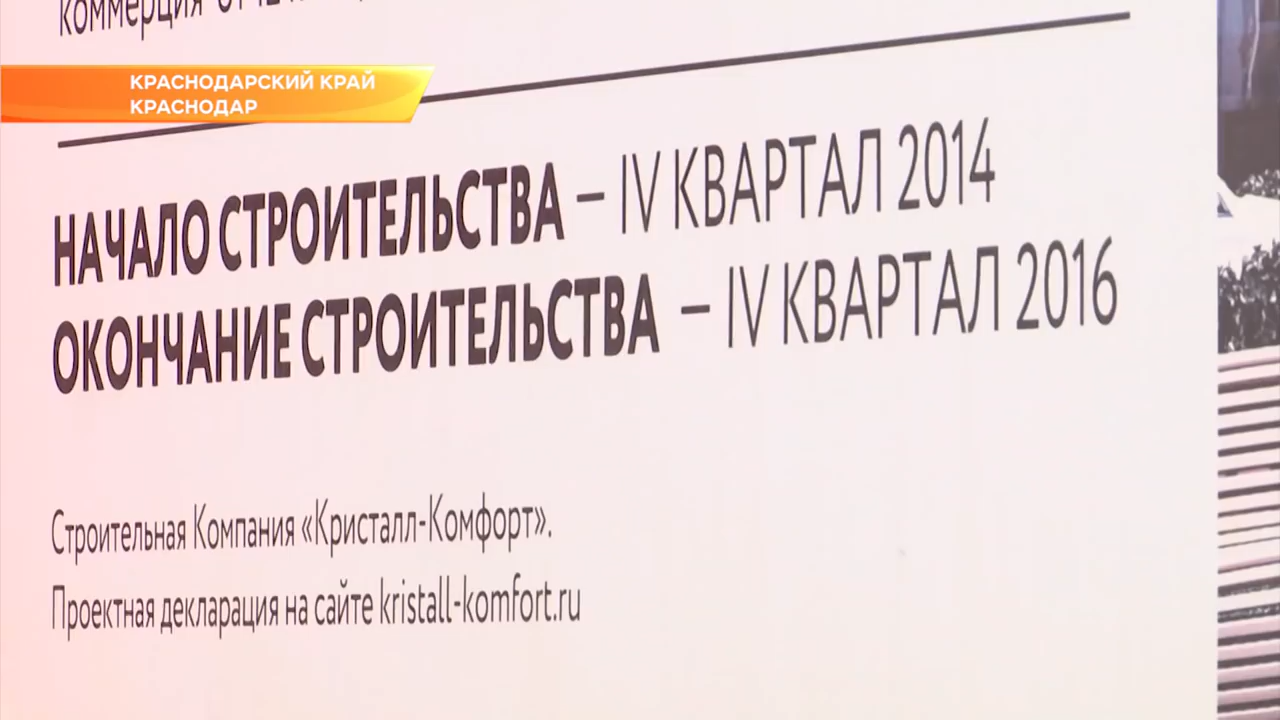 коммерция
КРАСНОДАРСКИЙ КРАЙ
КРАСНОДАР
НАЧАЛО СТРОИТЕЛЬСТВА – IV КВАРТАЛ 2014
ОКОНЧАНИЕ СТРОИТЕЛЬСТВА – IV КВАРТАЛ 2016
Строительная Компания «Кристалл-Комфорт».
Проектная декларация на сайте kristall-komfort.ru